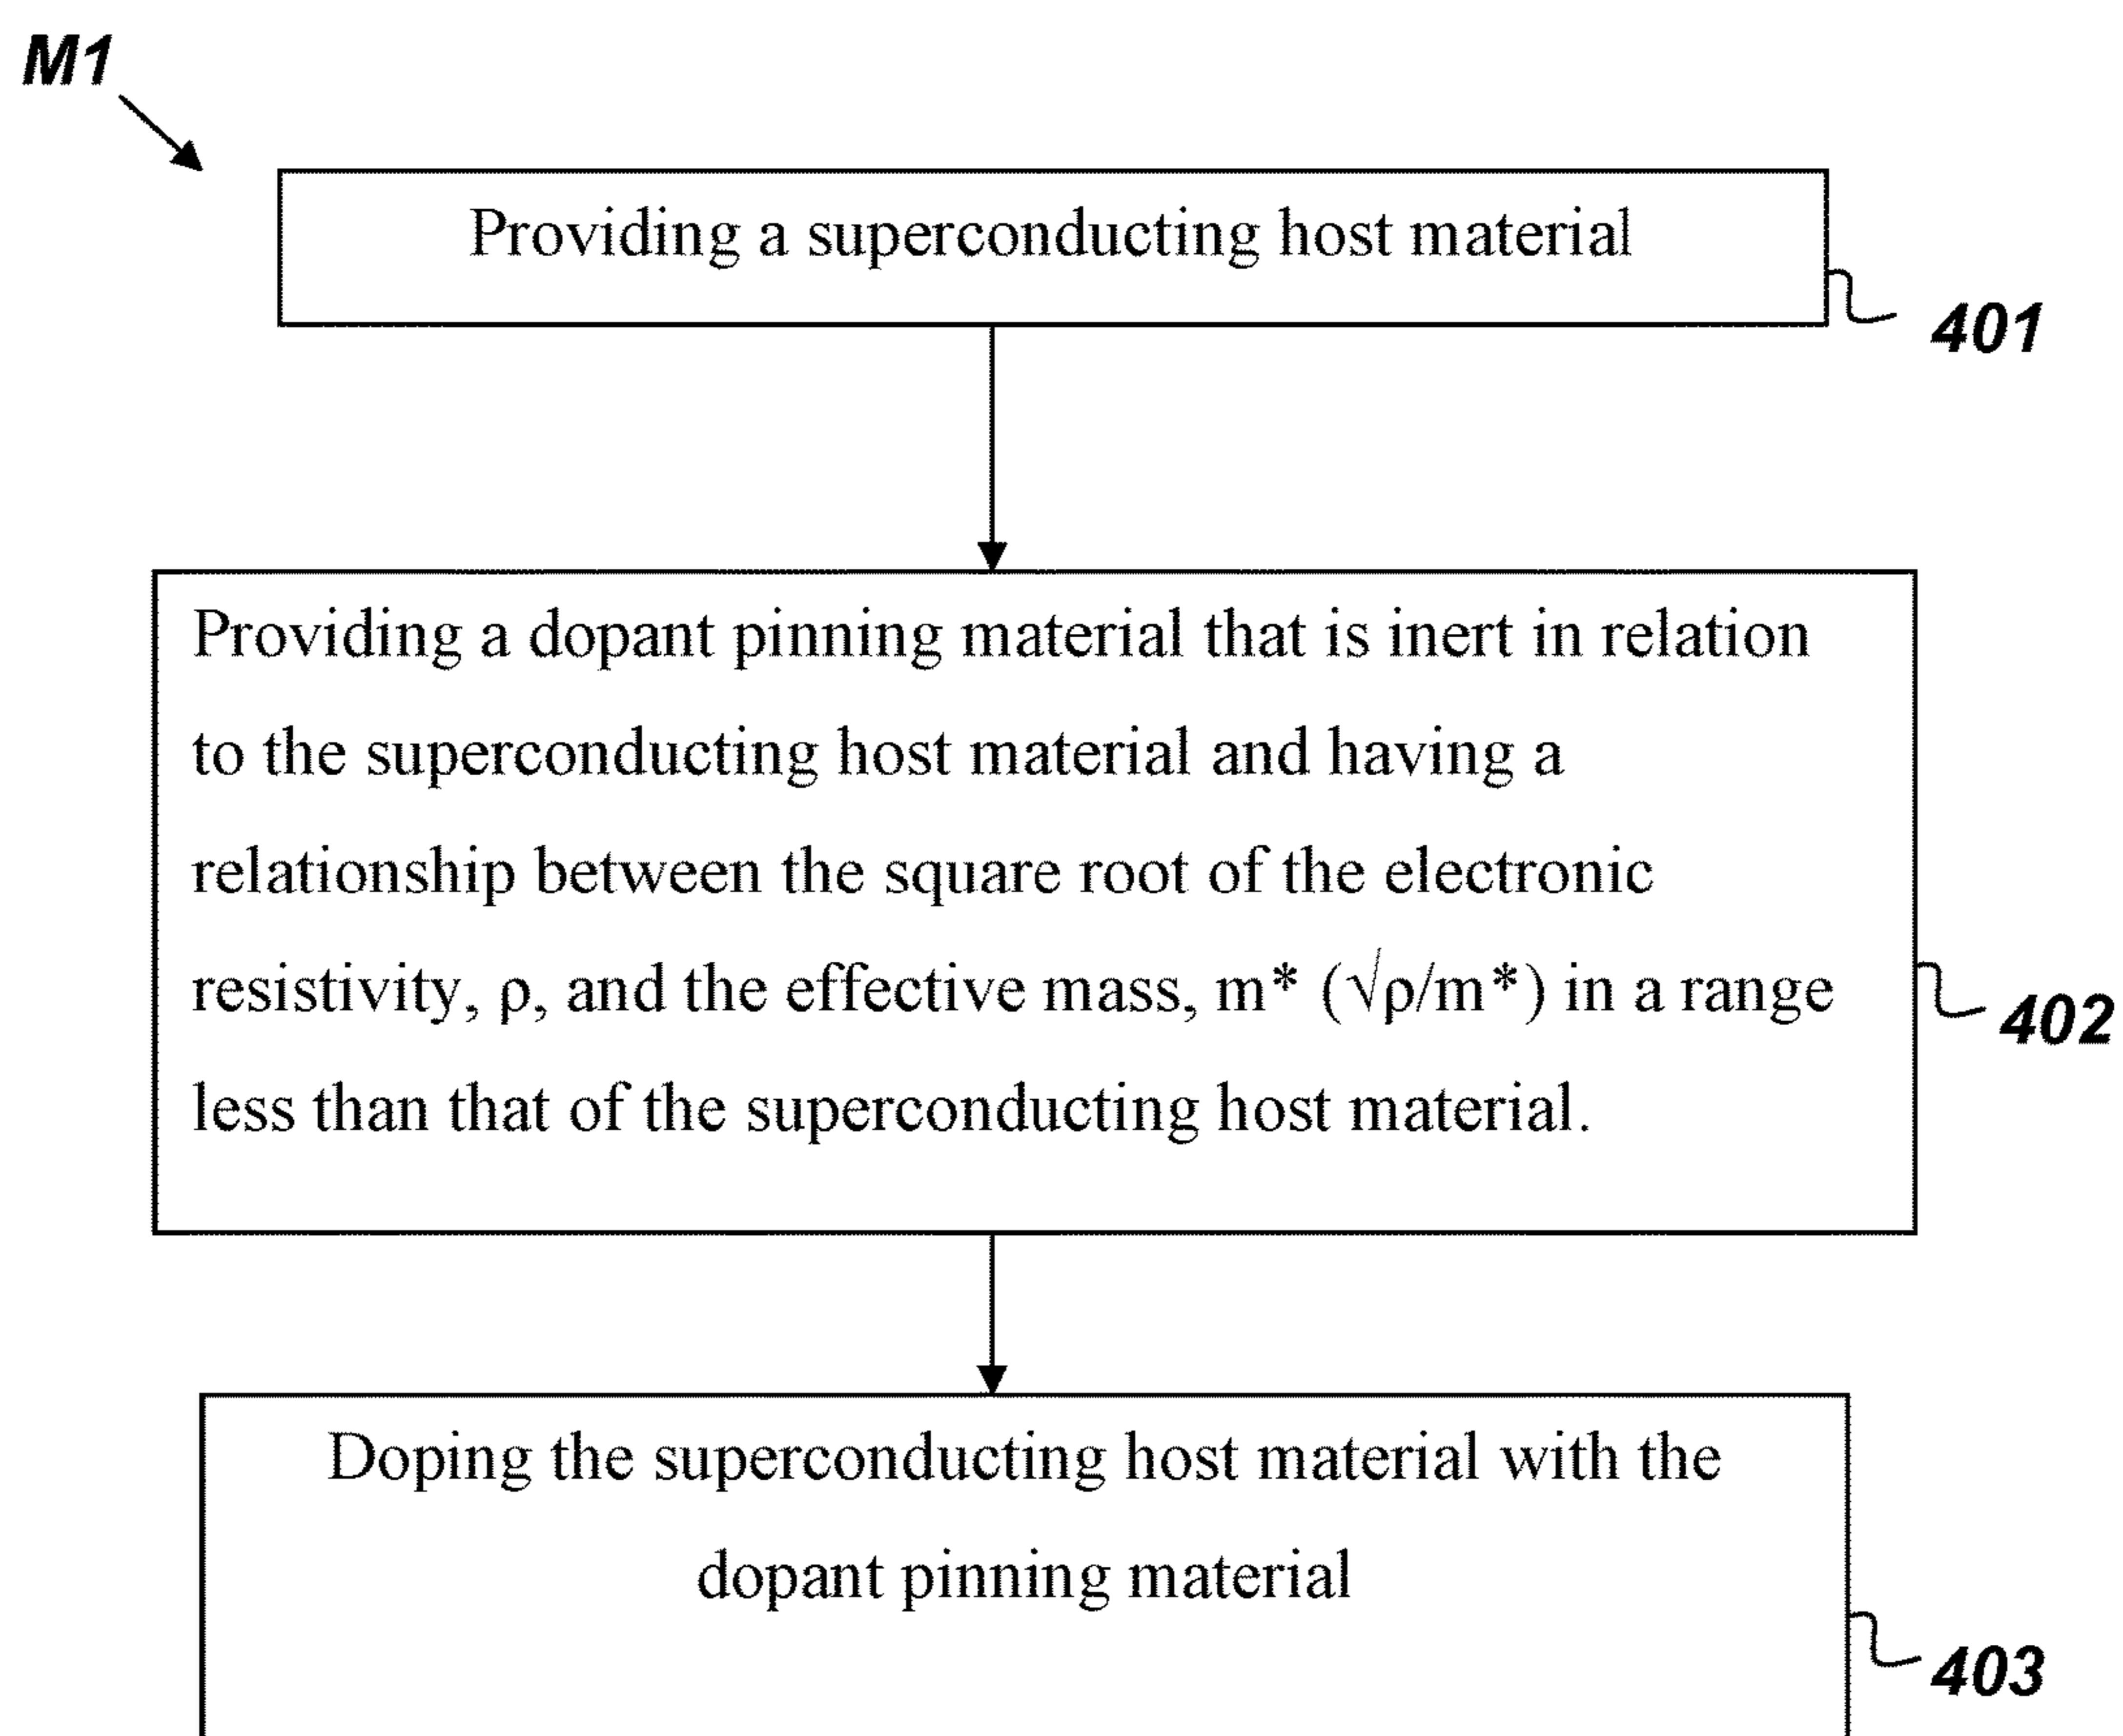 M1
Providing a superconducting host material
401
Providing a dopant pinning material that is inert in relation
to the superconducting host material and having a
relationship between the square root of the electronic
resistivity, ρ, and the effective mass, m* (√ρ/m*) in a range
less than that of the superconducting host material.
402
Doping the superconducting host material with the
dopant pinning material
403